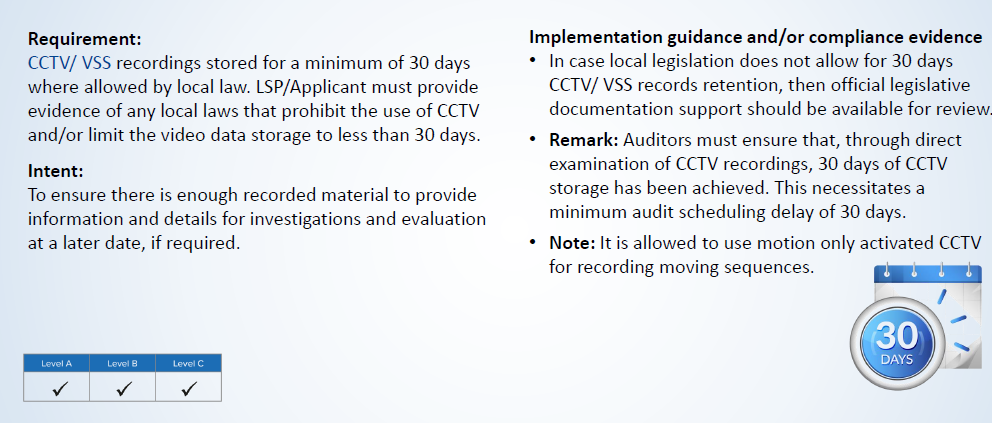 Requirement:
CCTV/ VSS recordings stored for a minimum of 30 days
where allowed by local law. LSP/Applicant must provide
evidence of any local laws that prohibit the use of CCTV
and/or limit the video data storage to less than 30 days.
Intent:
To ensure there is enough recorded material to provide
information and details for investigations and evaluation
at a later date, if required.
Level A Level B Level C
✓ ✓ ✓
Implementation guidance and/or compliance evidence
• In case local legislation does not allow for 30 days
CCTV/ VSS records retention, then official legislative
documentation support should be available for review.
• Remark: Auditors must ensure that, through direct
examination of CCTV recordings, 30 days of CCTV
storage has been achieved. This necessitates a
minimum audit scheduling delay of 30 days.
• Note: It is allowed to use motion only activated CCTV
for recording moving sequences.
30
DAYS